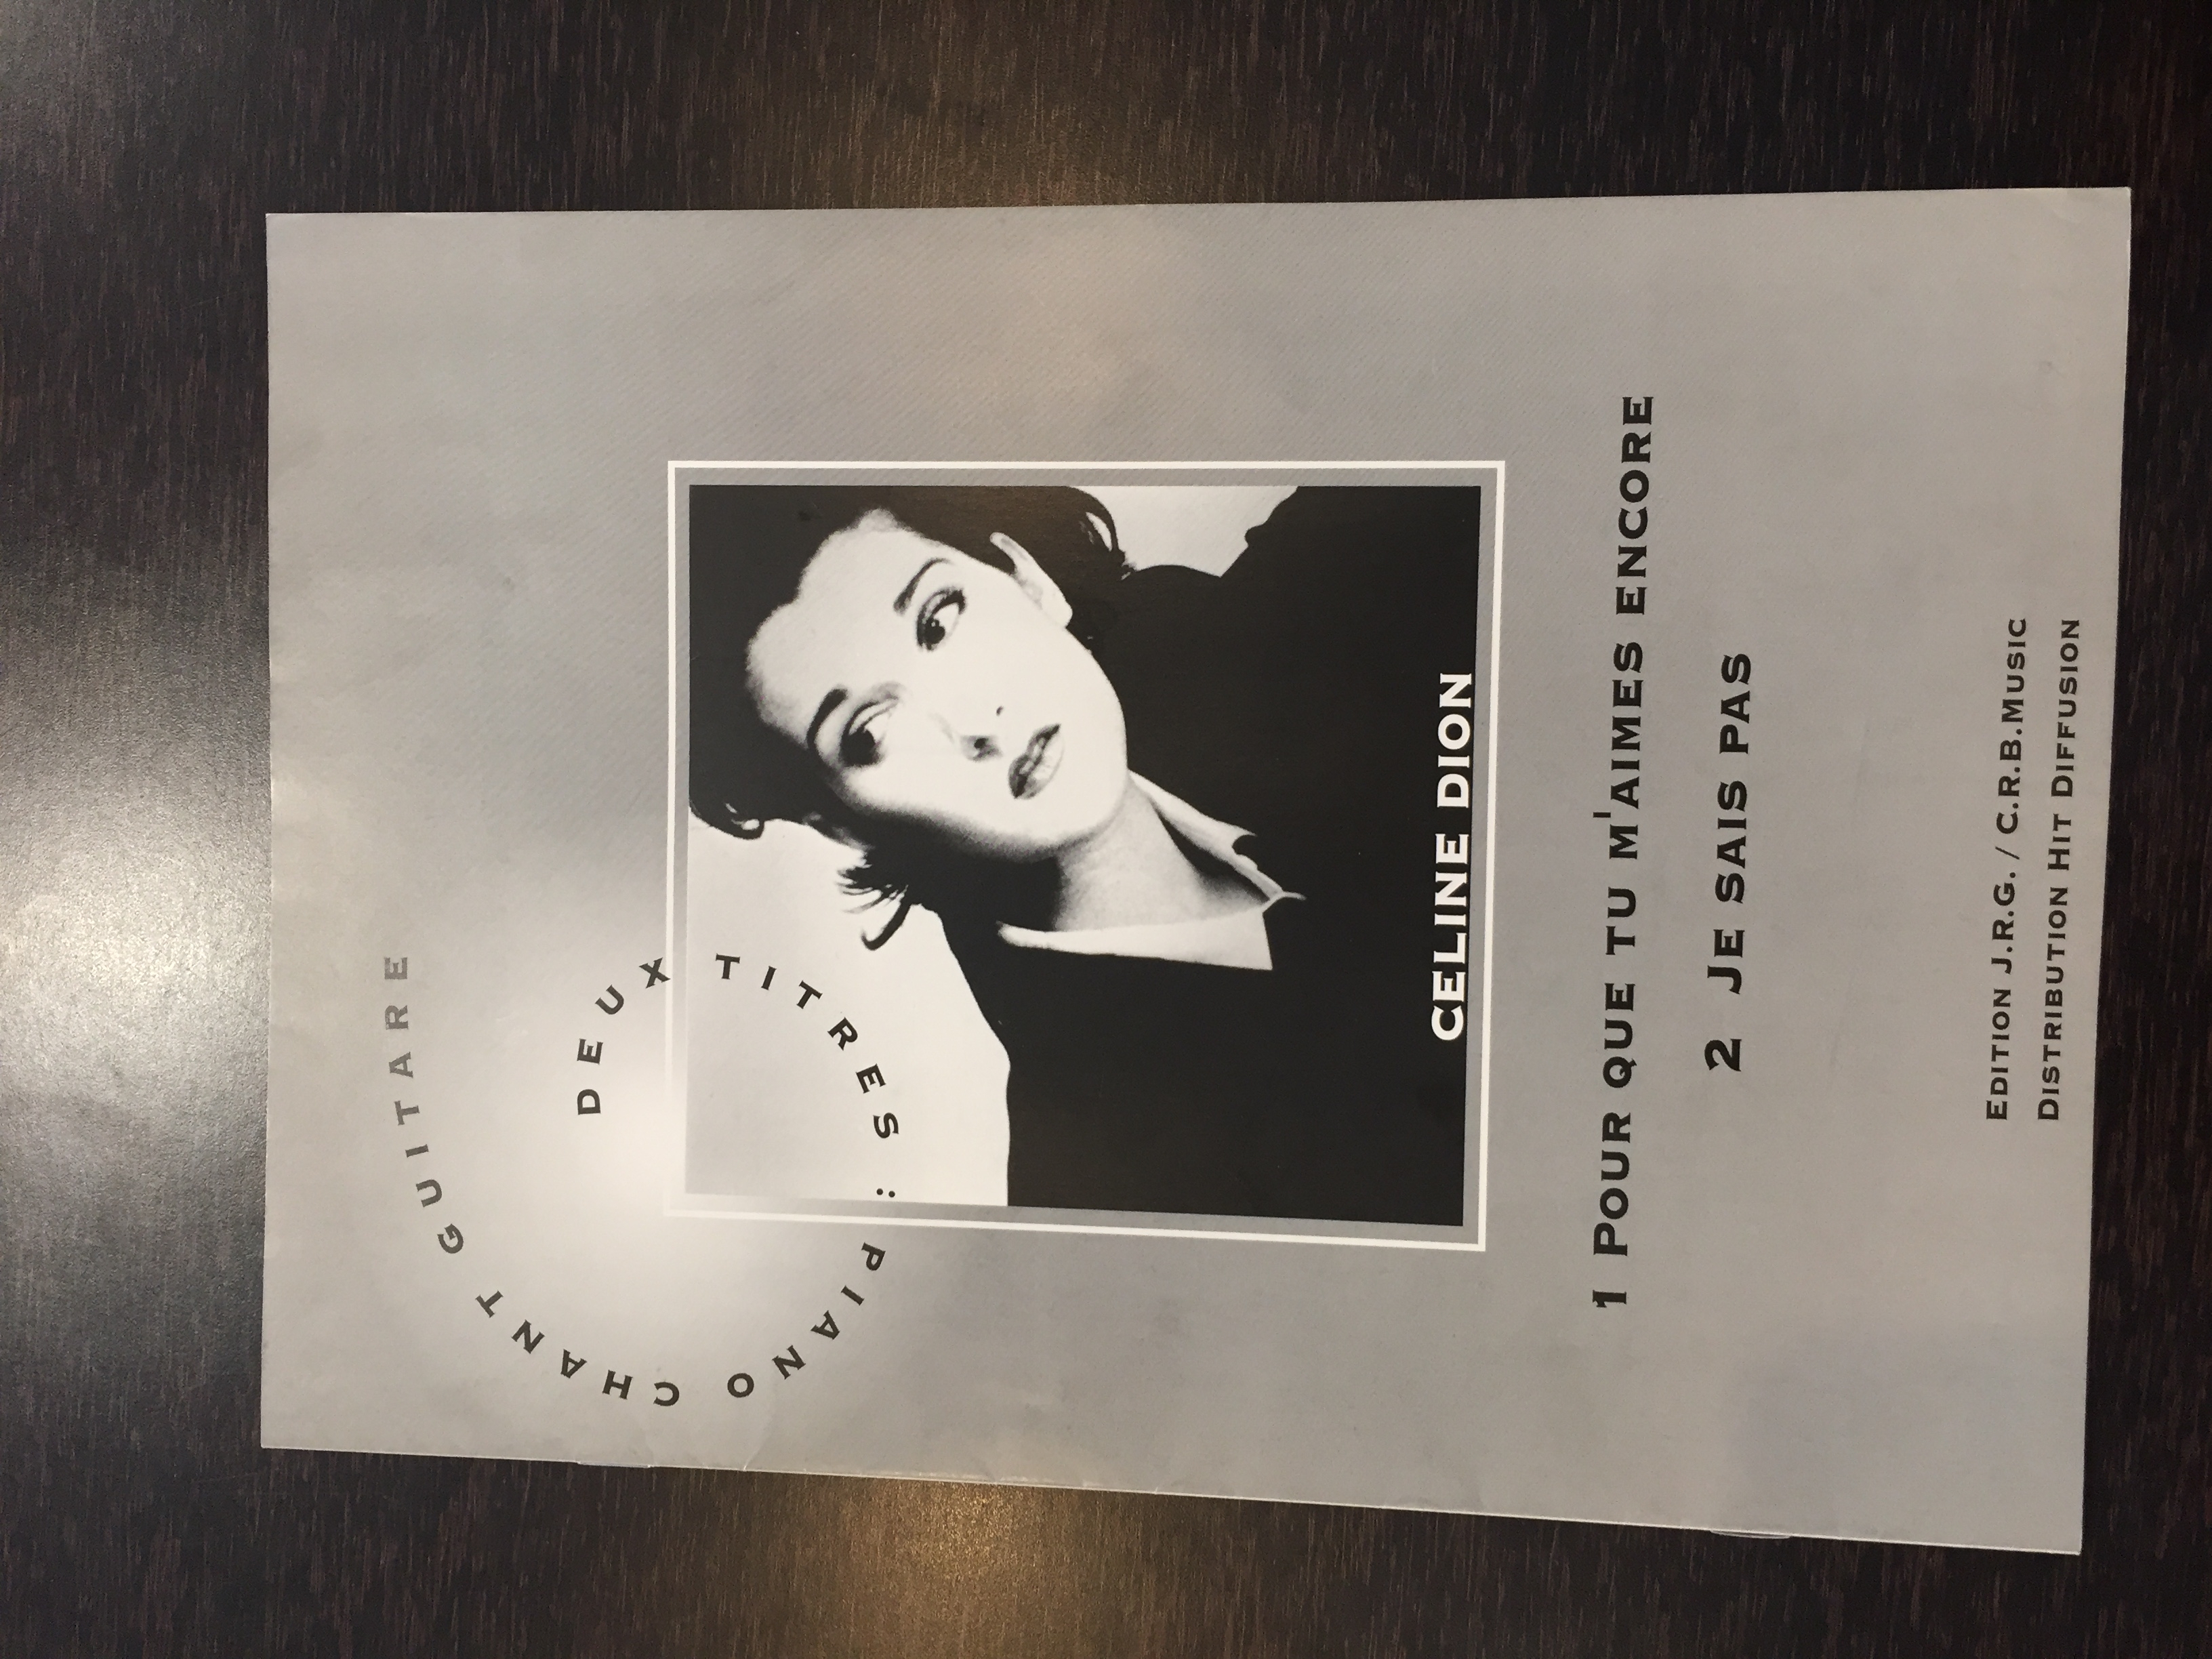 DEUX TITRES : PIANO CHANT GUITARE
CELINE DION
1 POUR QUE TU M'AIMES ENCORE
2 JE SAIS PAS
EDITION J.R.G. / C.R.B.MUSIC
DISTRIBUTION HIT DIFFUSION